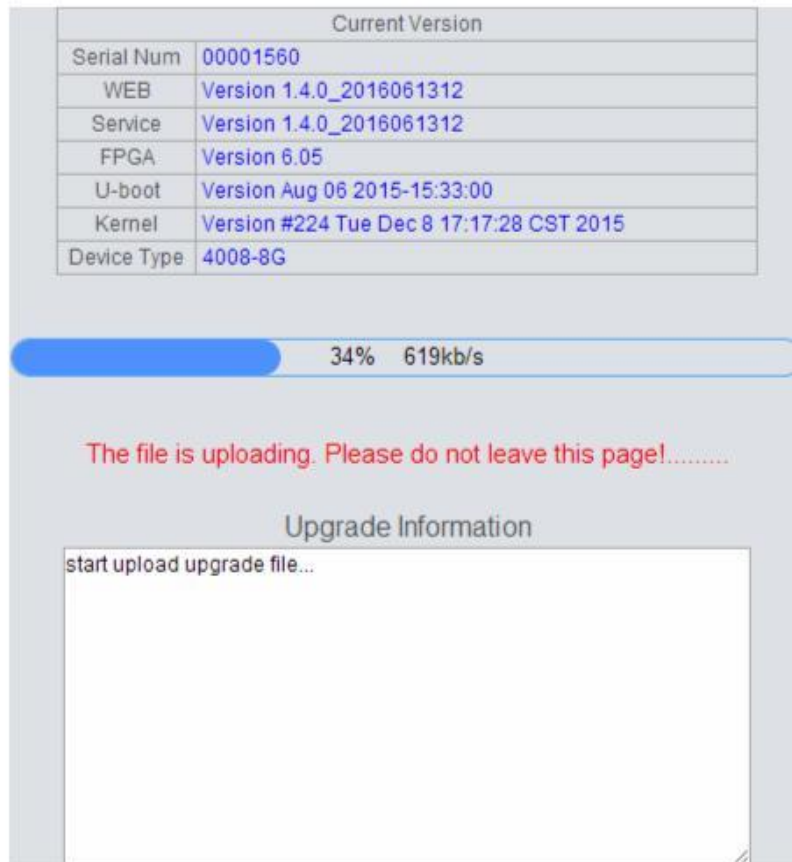 Current Version
Serial Num 00001560
WEB Version 1.4.0_2016061312
Service Version 1.4.0_2016061312
FPGA Version 6.05
U-boot Version Aug 06 2015-15:33:00
Kernel Version #224 Tue Dec 8 17:17:28 CST 2015
Device Type 4008-8G
34% 619kb/s
The file is uploading. Please do not leave this page!.........
Upgrade Information
start upload upgrade file...